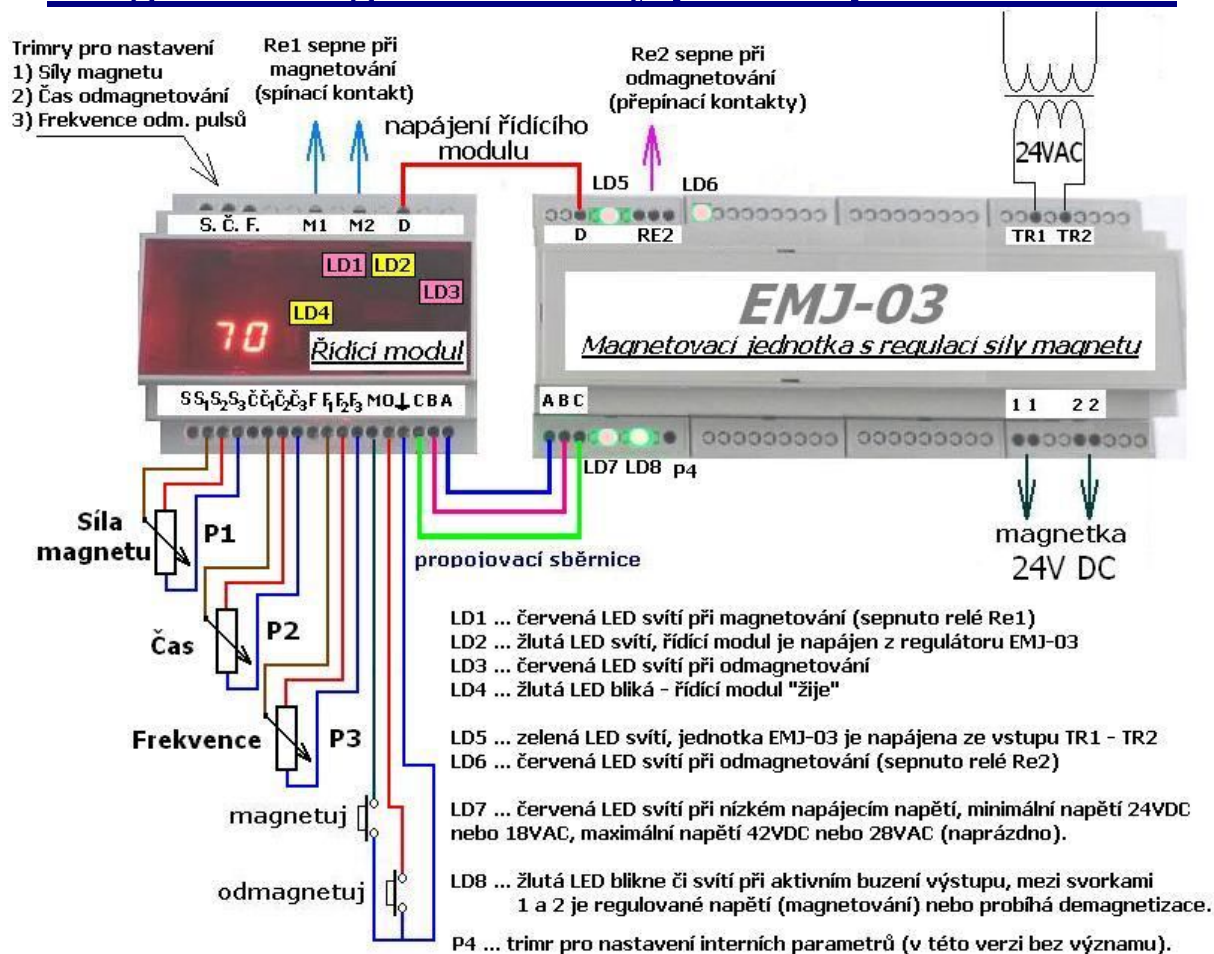 Trimry pro nastavení
1) Síly magnetu
2) Čas odmagnetování
3) Frekvence odm. pulsů
Re1 sepne při
magnetování
(spínací kontakt)
napájení řídícího
modulu
Re2 sepne při
odmagnetování
(přepínací kontakty)
24VAC
LD5
LD6
S. Č. F.
M1
M2
D
D
RE2
TR1 TR2
LD1
LD2
LD3
LD4
70
Řídící modul
EMJ-03
Magnetovací jednotka s regulací síly magnetu
S S1 S2 S3 Č Č1 Č2 Č3 F F1 F2 F3 M O ↓ C B A
A B C
1 1
2 2
LD7 LD8 P4
Síla
magnetu
P1
propojovací sběrnice
magnetka
24V DC
Čas
P2
Frekvence
P3
magnetuj
odmagnetuj
LD1 ... červená LED svítí při magnetování (sepnuto relé Re1)
LD2 ... žlutá LED svítí, řídící modul je napájen z regulátoru EMJ-03
LD3 ... červená LED svítí při odmagnetování
LD4 ... žlutá LED bliká - řídící modul "žije"
LD5 ... zelená LED svítí, jednotka EMJ-03 je napájena ze vstupu TR1 - TR2
LD6 ... červená LED svítí při odmagnetování (sepnuto relé Re2)
LD7 ... červená LED svítí při nízkém napájecím napětí, minimální napětí 24VDC
nebo 18VAC, maximální napětí 42VDC nebo 28VAC (naprázdno).
LD8 ... žlutá LED blikne či svítí při aktivním buzení výstupu, mezi svorkami
1 a 2 je regulované napětí (magnetování) nebo probíhá demagnetizace.
P4 ... trimr pro nastavení interních parametrů (v této verzi bez významu).